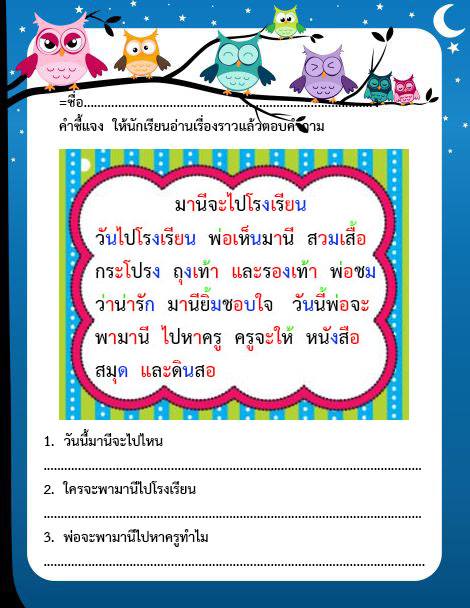 =ชื่อ....................................................................................
คำชี้แจง ให้นักเรียนอ่านเรื่องราวแล้วตอบคำถาม
มานีจะไปโรงเรียน
วันไปโรงเรียน พ่อเห็นมานี สวมเสื้อ
กระโปรง ถุงเท้า และรองเท้า พ่อชม
ว่าน่ารัก มานียิ้มชอบใจ วันนี้พ่อจะ
พามานี ไปหาครู ครูจะให้ หนังสือ
สมุด และดินสอ
1. วันนี้มานีจะไปไหน
..............................................................................................
2. ใครจะพามานีไปโรงเรียน
..............................................................................................
3. พ่อจะพามานีไปหาครูทำไม
..............................................................................................